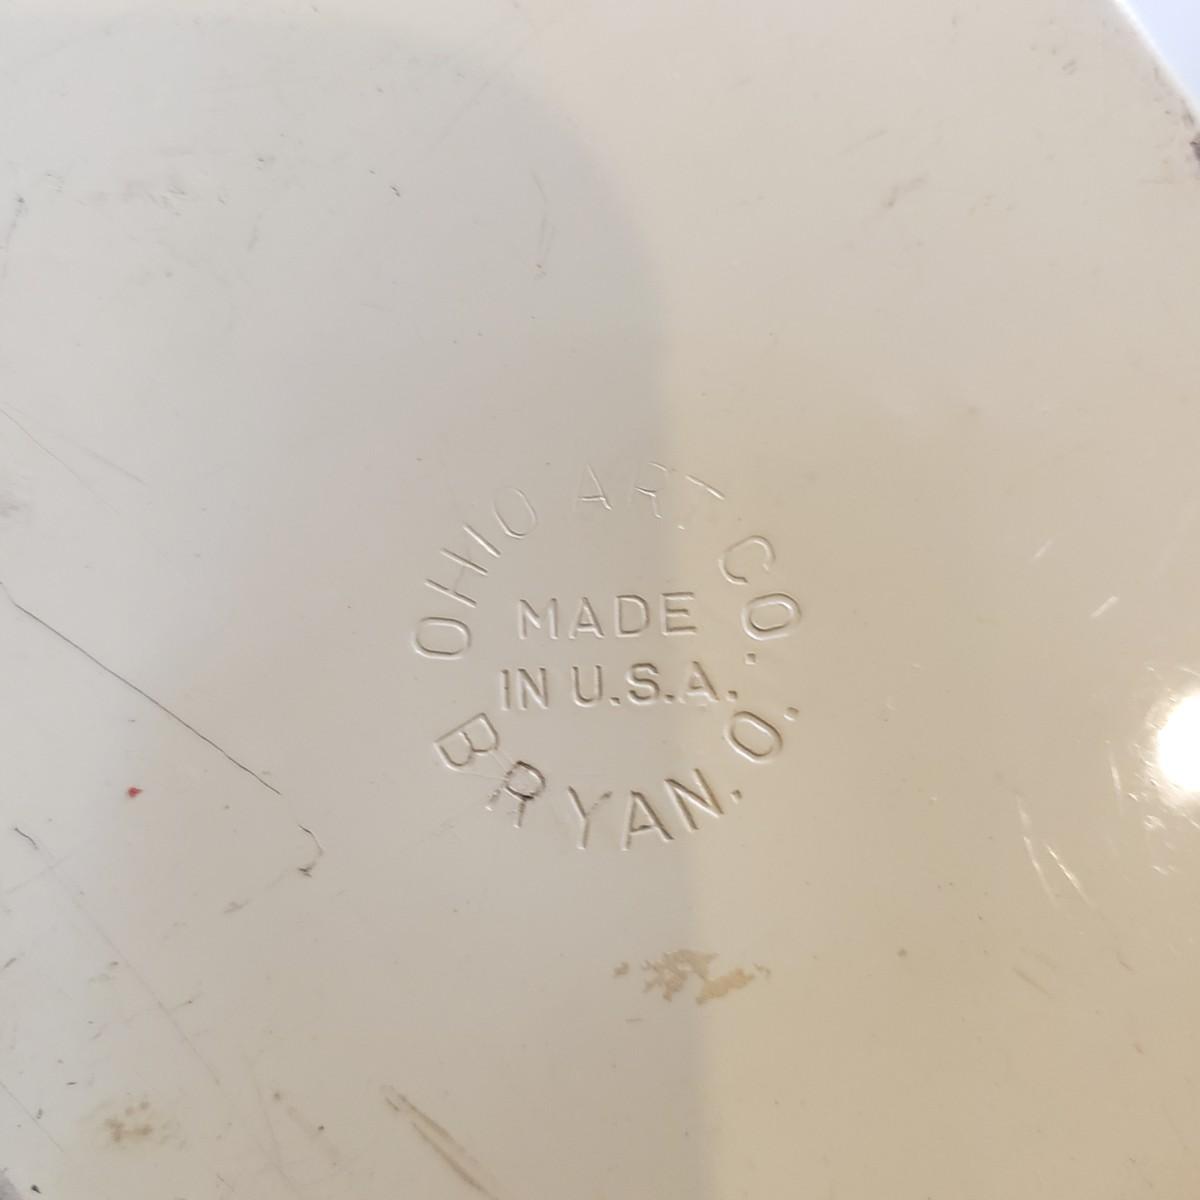 OHIO ART CO.
MADE
IN U.S.A.
BRYAN. O.